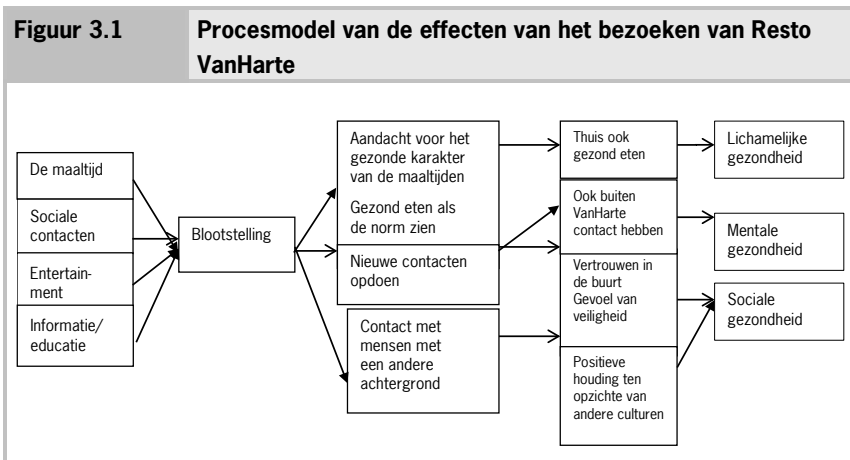 Figuur 3.1
Procesmodel van de effecten van het bezoeken van Resto
VanHarte
De maaltijd
Sociale
contacten
Entertain-
ment
Informatie/
educatie
Blootstelling
Aandacht voor het
gezonde karakter
van de maaltijden
Gezond eten als
de norm zien
Nieuwe contacten
opdoen
Contact met
mensen met
een andere
achtergrond
Thuis ook
gezond eten
Ook buiten
VanHarte
contact hebben
Vertrouwen in
de buurt
Gevoel van
veiligheid
Positieve
houding ten
opzichte van
andere culturen
Lichamelijke
gezondheid
Mentale
gezondheid
Sociale
gezondheid